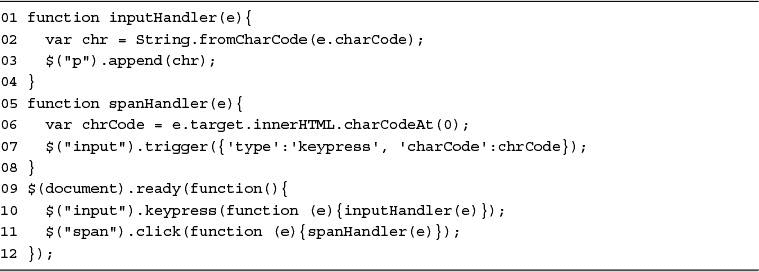 01 function inputHandler(e){
02   var chr = String.fromCharCode(e.charCode);
03   $("p").append(chr);
04 }
05 function spanHandler(e){
06   var chrCode = e.target.innerHTML.charCodeAt(0);
07   $("input").trigger({'type':'keypress', 'charCode':chrCode});
08 }
09 $(document).ready(function(){
10   $("input").keypress(function (e){inputHandler(e)});
11   $("span").click(function (e){spanHandler(e)});
12 });